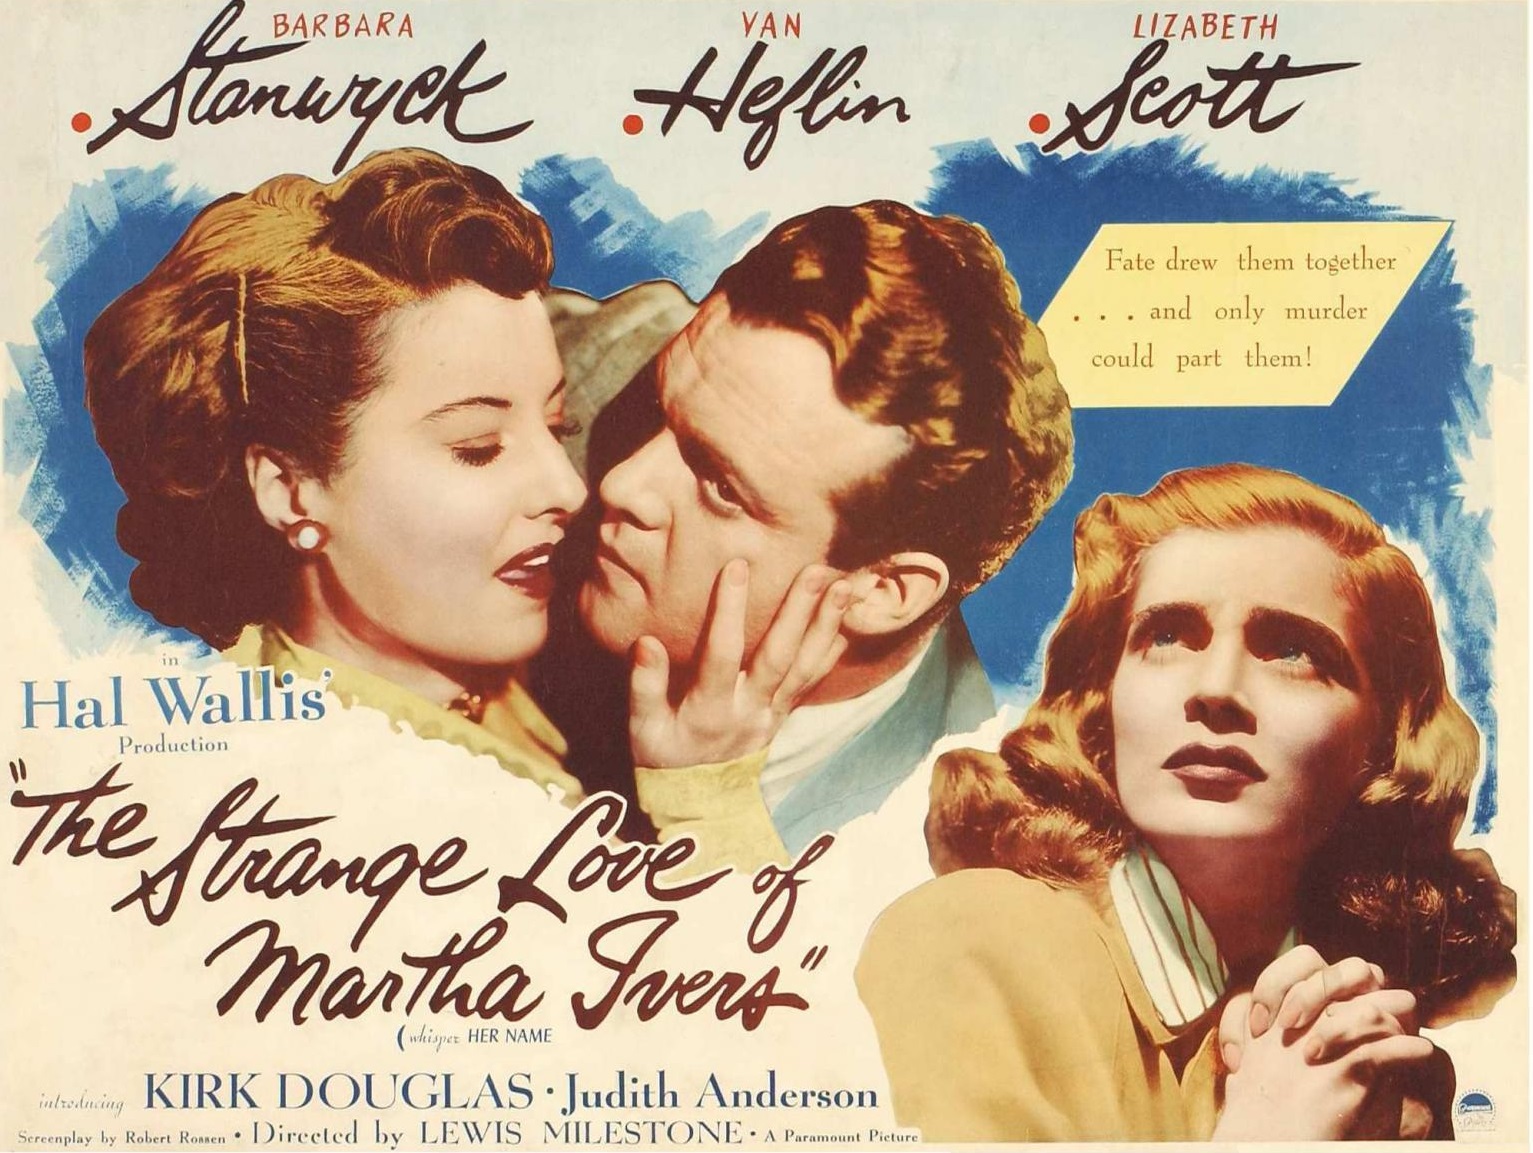 BARBARA VAN LIZABETH
• Stanwyck • Heflin • Scott
Fate drew them together
. . . and only murder
could part them!
in
Hal Wallis'
Production
"The Strange Love of
Martha Ivers"
(whisper HER NAME
introducing KIRK DOUGLAS · Judith Anderson
Screenplay by Robert Rossen • Directed by LEWIS MILESTONE · A Paramount Picture
Paramount